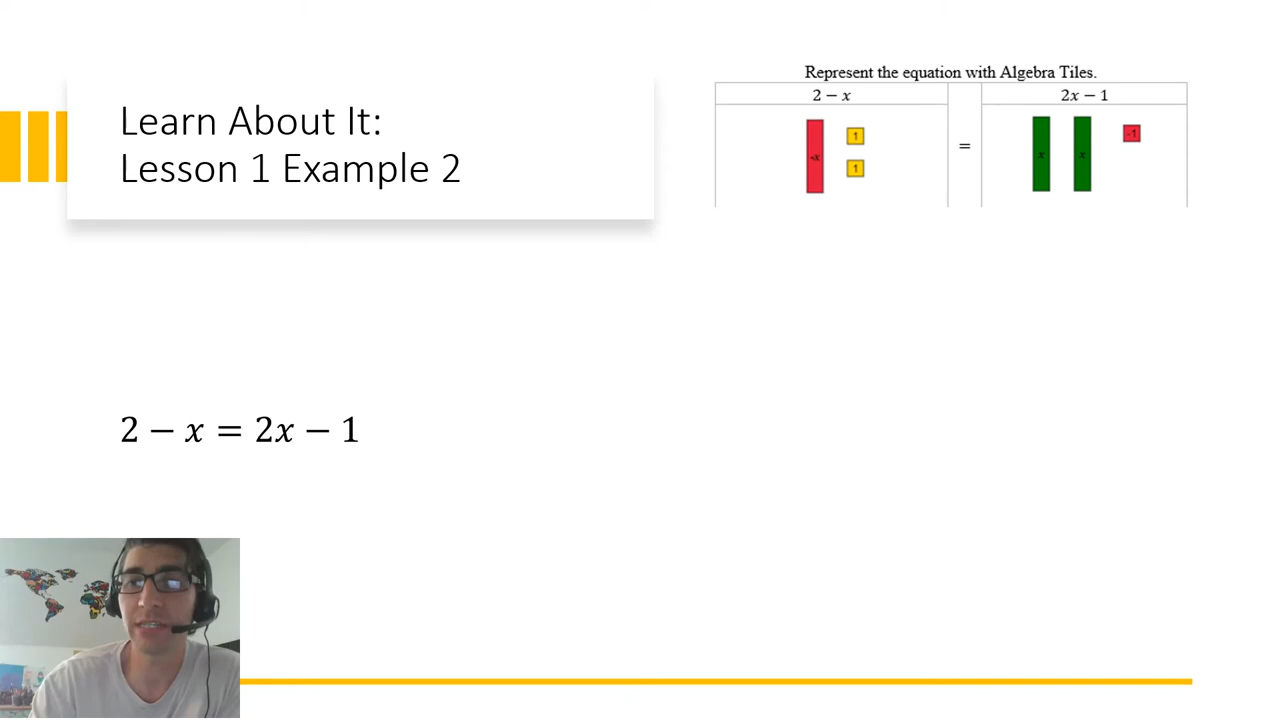 Learn About It:
Lesson 1 Example 2
Represent the equation with Algebra Tiles.
2 − x
2x − 1
-x
1
1
=
x
x
-1
2 − x = 2x − 1